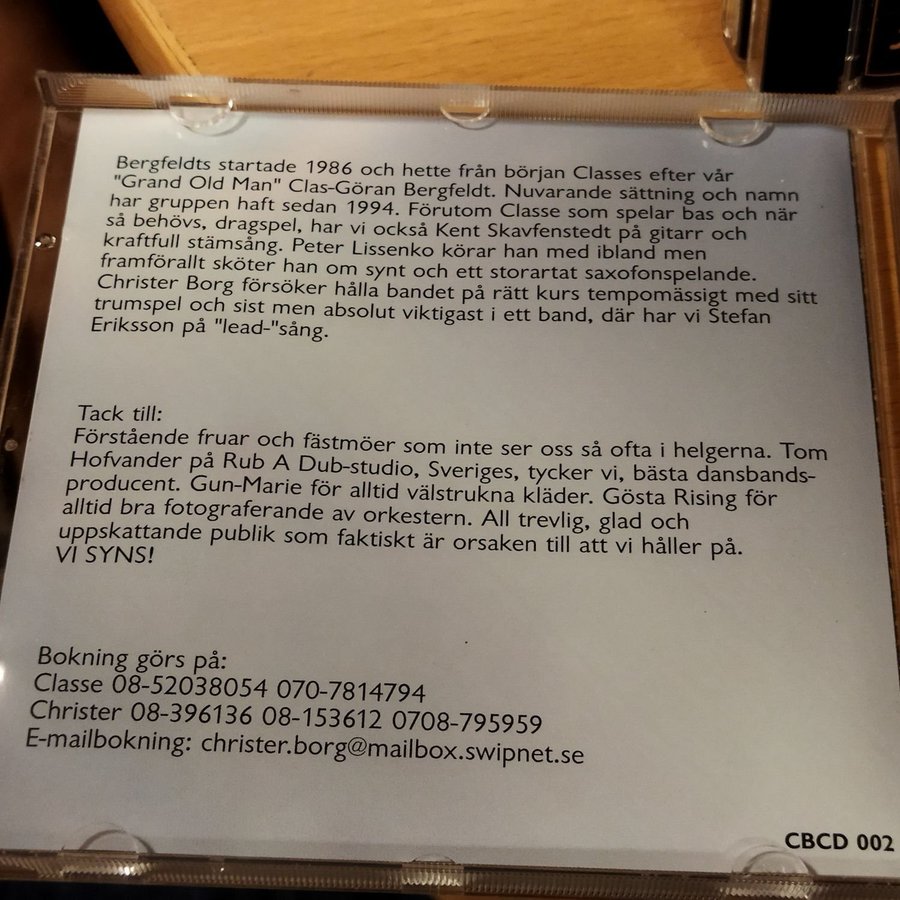 Bergfeldts startade 1986 och hette från början Classes efter vår
"Grand Old Man" Clas-Göran Bergfeldt. Nuvarande sättning och namn
har gruppen haft sedan 1994. Förutom Classe som spelar bas och när
så behövs, dragspel, har vi också Kent Skavfenstedt på gitarr och
kraftfull stämsång. Peter Lissenko körar han med ibland men
framförallt sköter han om synt och ett storartat saxofonspelande.
Christer Borg försöker hålla bandet på rätt kurs tempomässigt med sitt
trumspel och sist men absolut viktigast i ett band, där har vi Stefan
Eriksson på "lead-"sång.
Tack till:
Förstående fruar och fästmöer som inte ser oss så ofta i helgerna. Tom
Hofvander på Rub A Dub-studio, Sveriges, tycker vi, bästa dansbands-
producent. Gun-Marie för alltid välstrukna kläder. Gösta Rising för
alltid bra fotograferande av orkestern. All trevlig, glad och
uppskattande publik som faktiskt är orsaken till att vi håller på.
VI SYNS!
Bokning görs på:
Classe 08-52038054 070-7814794
Christer 08-396136 08-153612 0708-795959
E-mailbokning: christer.borg@mailbox.swipnet.se
CBCD 002